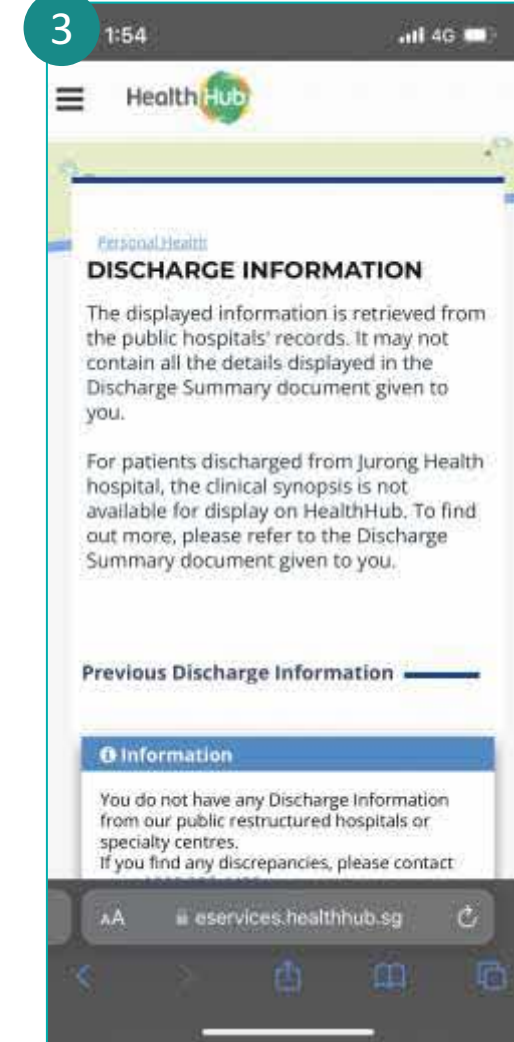 3
1:54
4G
HealthHub
Personal Health
DISCHARGE INFORMATION
The displayed information is retrieved from
the public hospitals' records. It may not
contain all the details displayed in the
Discharge Summary document given to
you.
For patients discharged from Jurong Health
hospital, the clinical synopsis is not
available for display on HealthHub. To find
out more, please refer to the Discharge
Summary document given to you.
Previous Discharge Information
Information
You do not have any Discharge Information
from our public restructured hospitals or
specialty centres.
If you find any discrepancies, please contact
AA eservices.healthhub.sg